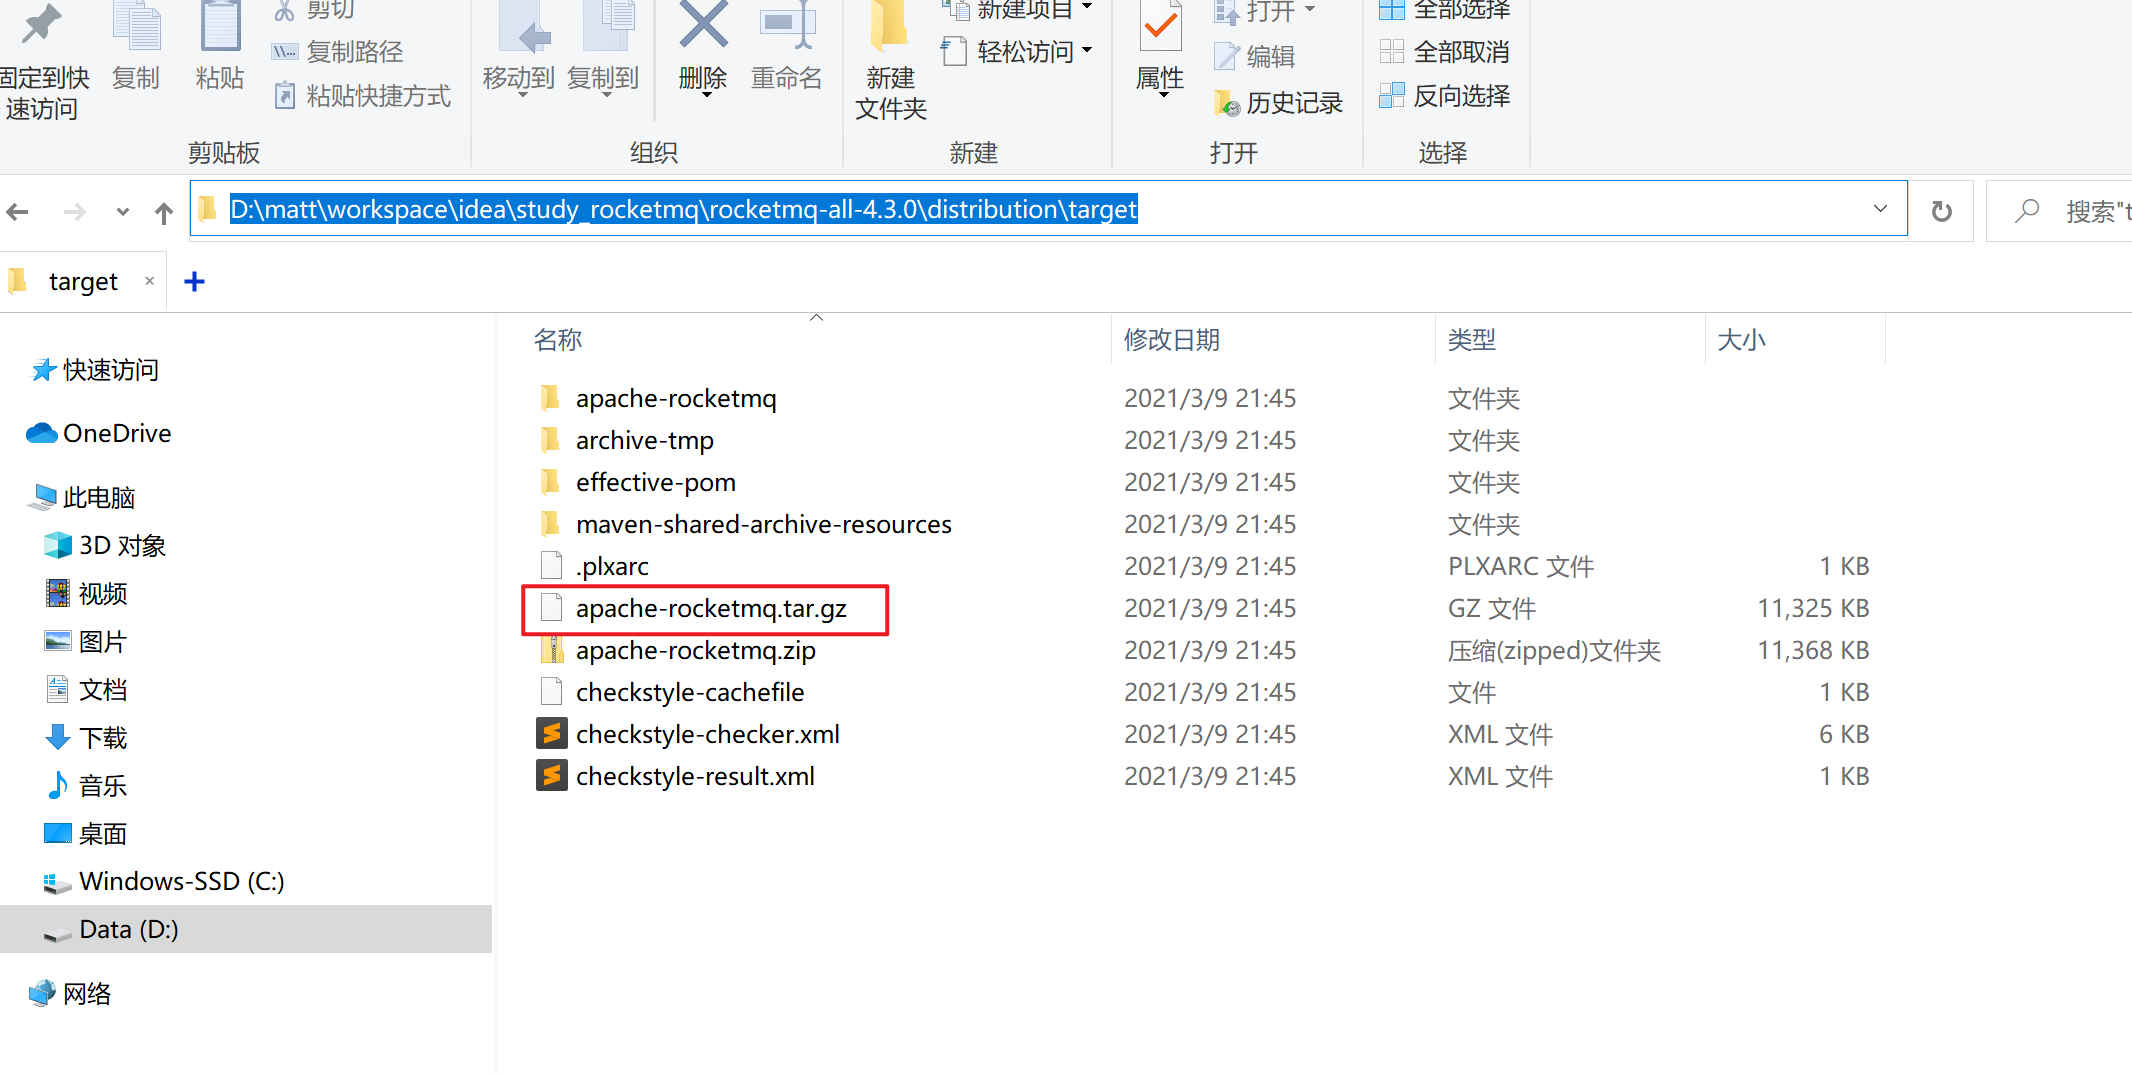 固定到快
速访问
复制
粘贴
剪切
复制路径
粘贴快捷方式
剪贴板
移动到
复制到
删除
重命名
组织
新建
文件夹
新建项目
轻松访问
新建
属性
打开
编辑
历史记录
打开
全部选择
全部取消
反向选择
选择
D:\matt\workspace\idea\study_rocketmq\rocketmq-all-4.3.0\distribution\target
搜索"t
target
快速访问
OneDrive
此电脑
3D 对象
视频
图片
文档
下载
音乐
桌面
Windows-SSD (C:)
Data (D:)
网络
名称 修改日期 类型 大小
apache-rocketmq 2021/3/9 21:45 文件夹
archive-tmp 2021/3/9 21:45 文件夹
effective-pom 2021/3/9 21:45 文件夹
maven-shared-archive-resources 2021/3/9 21:45 文件夹
.plxarc 2021/3/9 21:45 PLXARC 文件 1 KB
apache-rocketmq.tar.gz 2021/3/9 21:45 GZ 文件 11,325 KB
apache-rocketmq.zip 2021/3/9 21:45 压缩(zipped)文件夹 11,368 KB
checkstyle-cachefile 2021/3/9 21:45 文件 1 KB
checkstyle-checker.xml 2021/3/9 21:45 XML 文件 6 KB
checkstyle-result.xml 2021/3/9 21:45 XML 文件 1 KB